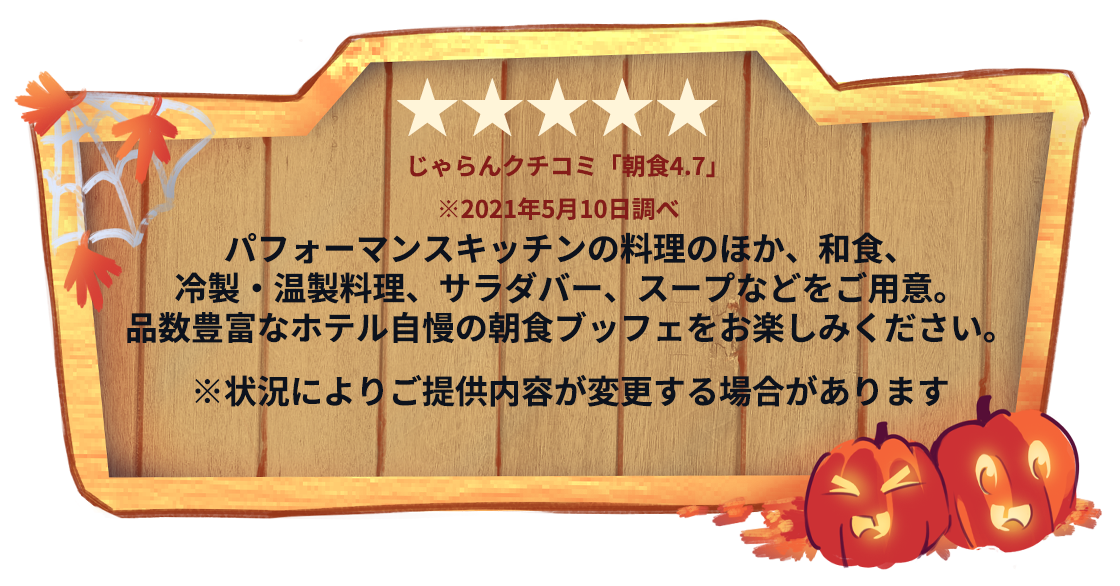 じゃらんクチコミ「朝食4.7」
※2021年5月10日調べ
パフォーマンスキッチンの料理のほか、和食、
冷製・温製料理、サラダバー、スープなどをご用意。
品数豊富なホテル自慢の朝食ブッフェをお楽しみください。
※状況によりご提供内容が変更する場合があります